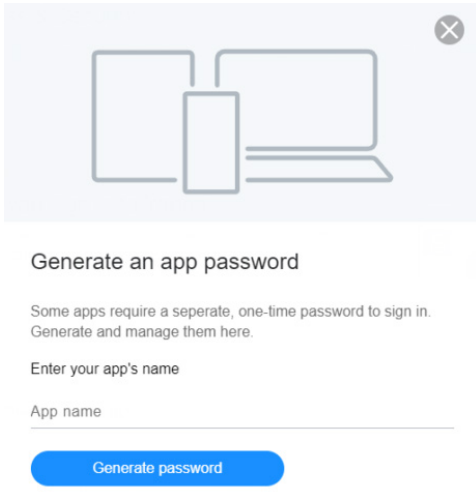 Generate an app password
Some apps require a seperate, one-time password to sign in.
Generate and manage them here.
Enter your app's name
App name
Generate password